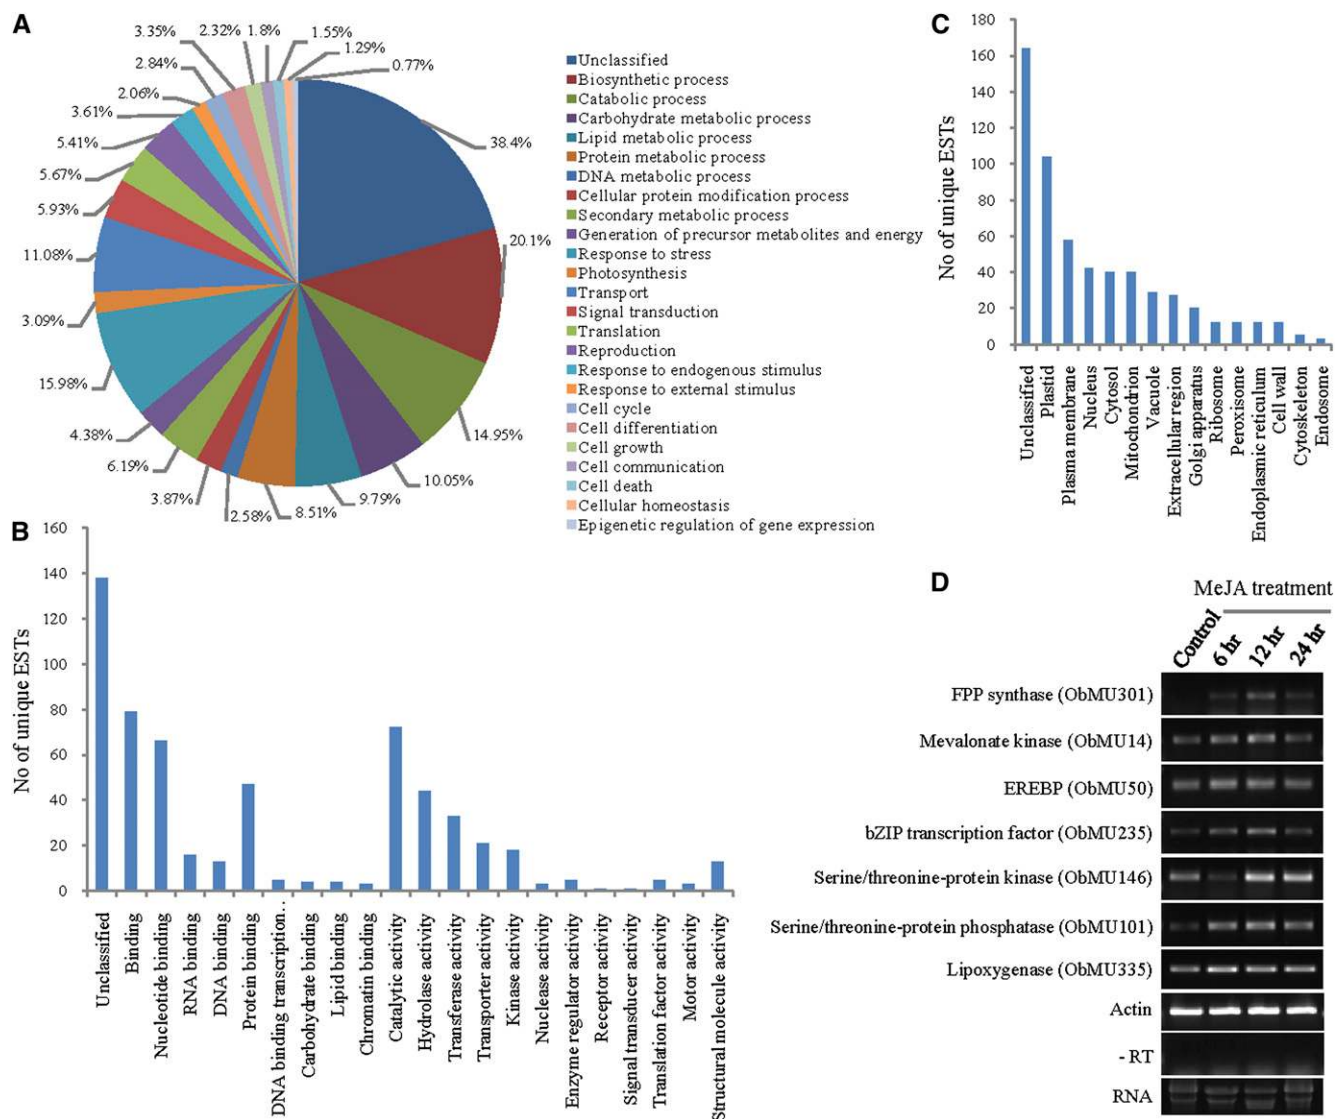 A
3.35%
2.32%
1.8%
1.55%
1.29%
0.77%
2.84%
2.06%
3.61%
5.41%
5.67%
5.93%
11.08%
3.09%
15.98%
4.38%
6.19%
3.87%
2.58%
8.51%
9.79%
10.05%
14.95%
20.1%
38.4%
Unclassified
Biosynthetic process
Catabolic process
Carbohydrate metabolic process
Lipid metabolic process
Protein metabolic process
DNA metabolic process
Cellular protein modification process
Secondary metabolic process
Generation of precursor metabolites and energy
Response to stress
Photosynthesis
Transport
Signal transduction
Translation
Reproduction
Response to endogenous stimulus
Response to external stimulus
Cell cycle
Cell differentiation
Cell growth
Cell communication
Cell death
Cellular homeostasis
Epigenetic regulation of gene expression
B
No of unique ESTs
160
140
120
100
80
60
40
20
0
Unclassified
Binding
Nucleotide binding
RNA binding
DNA binding
Protein binding
DNA binding transcription..
Carbohydrate binding
Lipid binding
Chromatin binding
Catalytic activity
Hydrolase activity
Transferase activity
Transporter activity
Kinase activity
Nuclease activity
Enzyme regulator activity
Receptor activity
Signal transducer activity
Translation factor activity
Motor activity
Structural molecule activity
C
No of unique ESTs
180
160
140
120
100
80
60
40
20
0
Unclassified
Plastid
Plasma membrane
Nucleus
Cytosol
Mitochondrion
Vacuole
Extracellular region
Golgi apparatus
Ribosome
Peroxisome
Endoplasmic reticulum
Cell wall
Cytoskeleton
Endosome
D
MeJA treatment
Control
6 hr
12 hr
24 hr
FPP synthase (ObMU301)
Mevalonate kinase (ObMU14)
EREBP (ObMU50)
bZIP transcription factor (ObMU235)
Serine/threonine-protein kinase (ObMU146)
Serine/threonine-protein phosphatase (ObMU101)
Lipoxygenase (ObMU335)
Actin
- RT
RNA